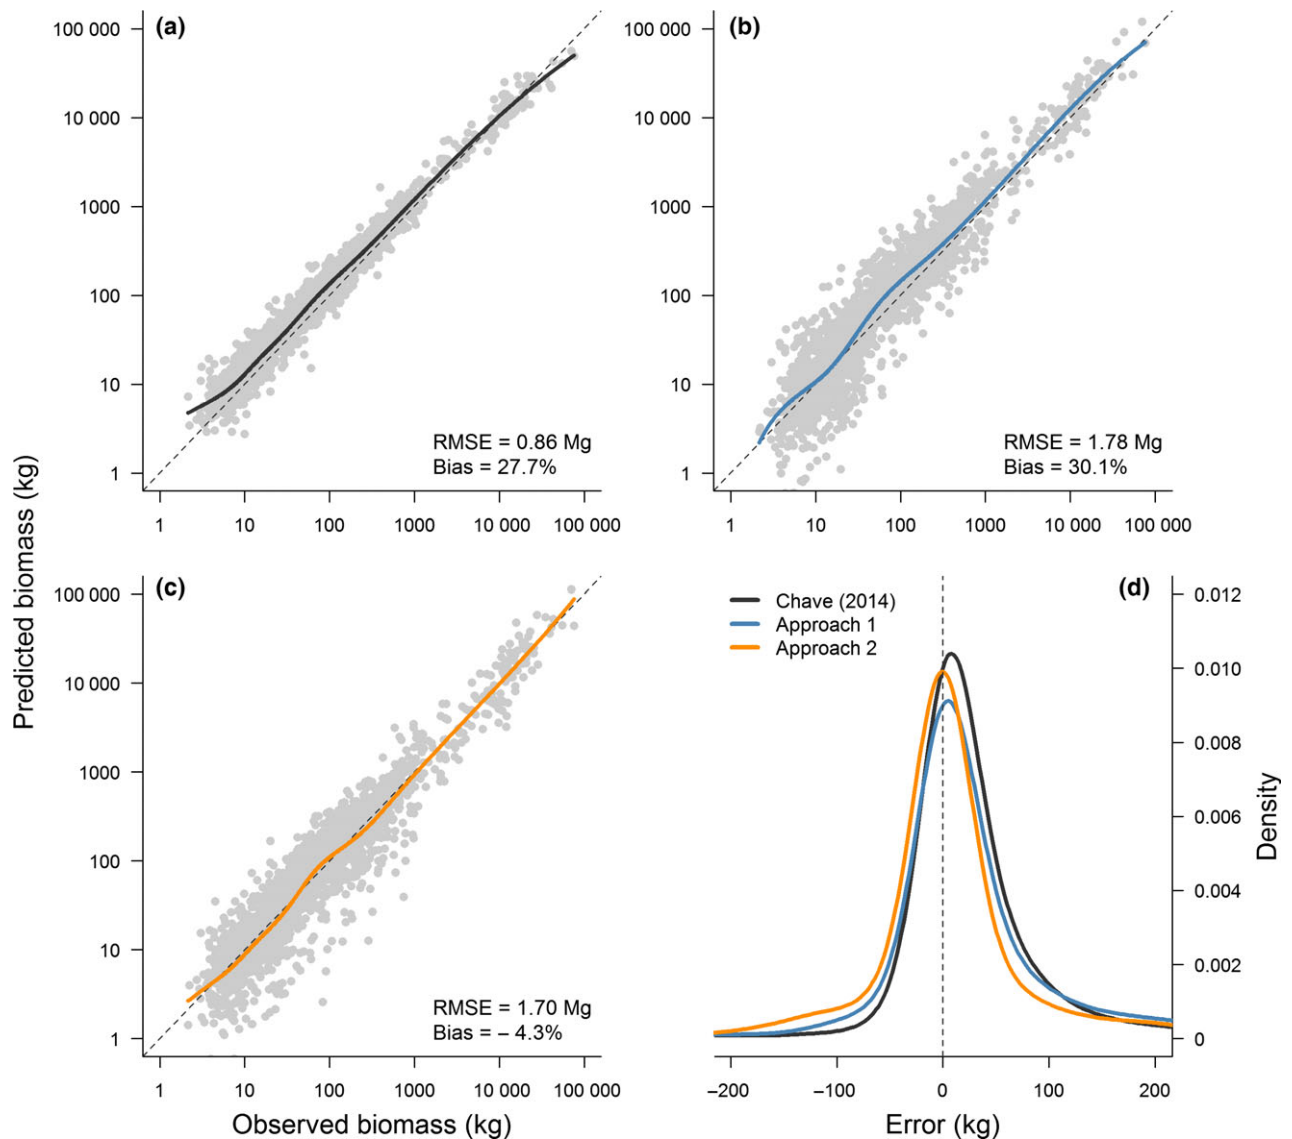 (a)
100 000
10 000
1000
100
10
1
RMSE = 0.86 Mg
Bias = 27.7%
1 10 100 1000 10 000 100 000
(b)
100 000
10 000
1000
100
10
1
RMSE = 1.78 Mg
Bias = 30.1%
1 10 100 1000 10 000 100 000
Predicted biomass (kg)
(c)
100 000
10 000
1000
100
10
1
RMSE = 1.70 Mg
Bias = – 4.3%
1 10 100 1000 10 000 100 000
Observed biomass (kg)
(d)
Chave (2014)
Approach 1
Approach 2
0.012
0.010
0.008
0.006
0.004
0.002
0
Density
–200 –100 0 100 200
Error (kg)